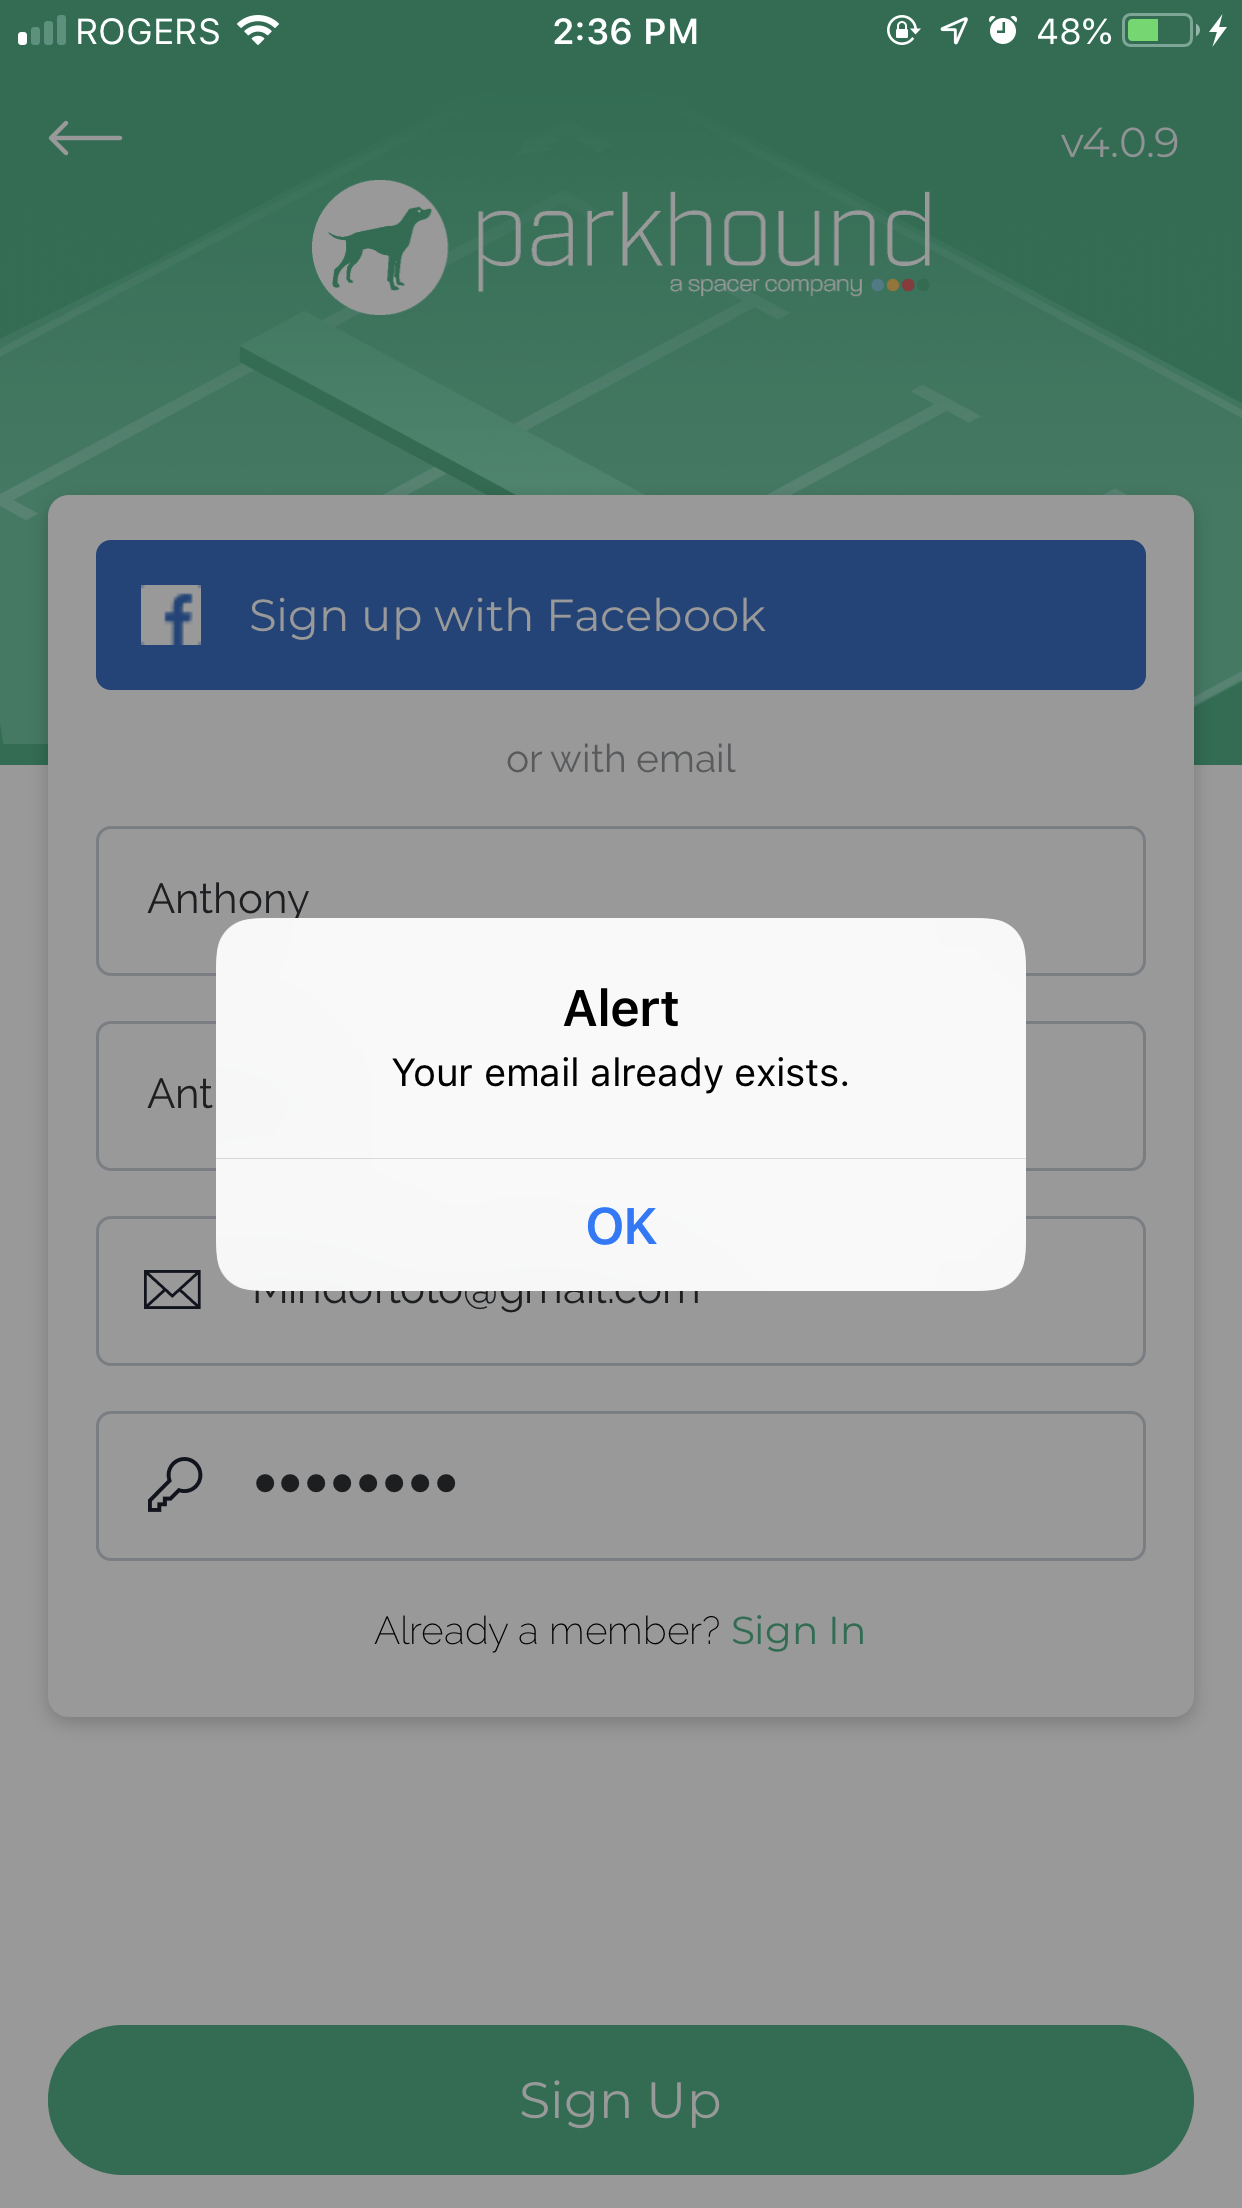 ROGERS 2:36 PM 48%
v4.0.9
parkhound
a spacer company
Sign up with Facebook
or with email
Anthony
Alert
Your email already exists.
Ant
OK
@gmail.com
Already a member? Sign In
Sign Up